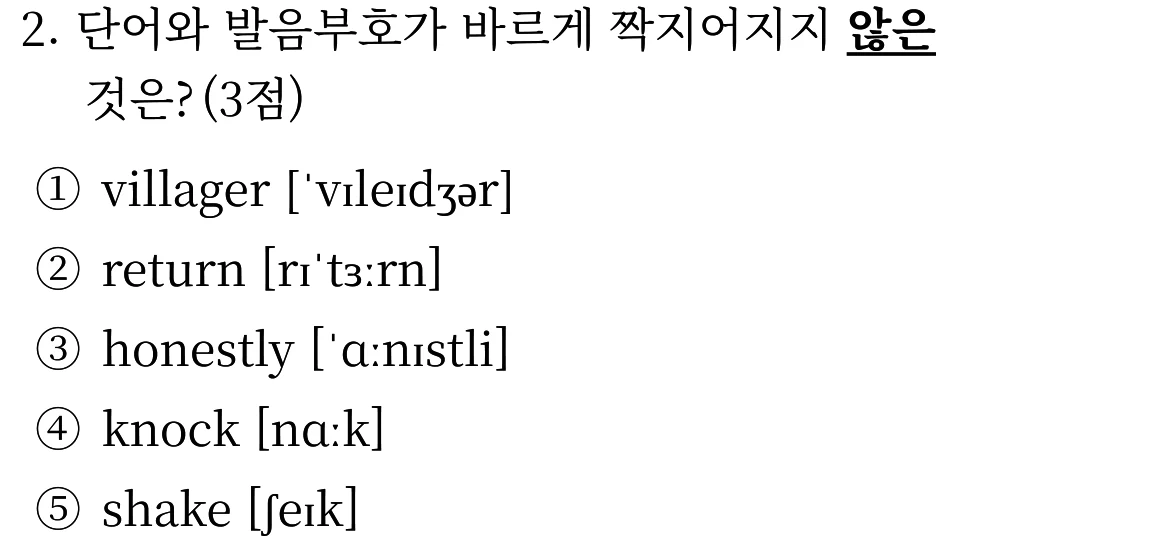 2. 단어와 발음부호가 바르게 짝지어지지 않은
것은?(3점)
① villager [ˈvɪleɪdʒər]
② return [rɪˈtɜːrn]
③ honestly [ˈɑːnɪstli]
④ knock [nɑːk]
⑤ shake [ʃeɪk]